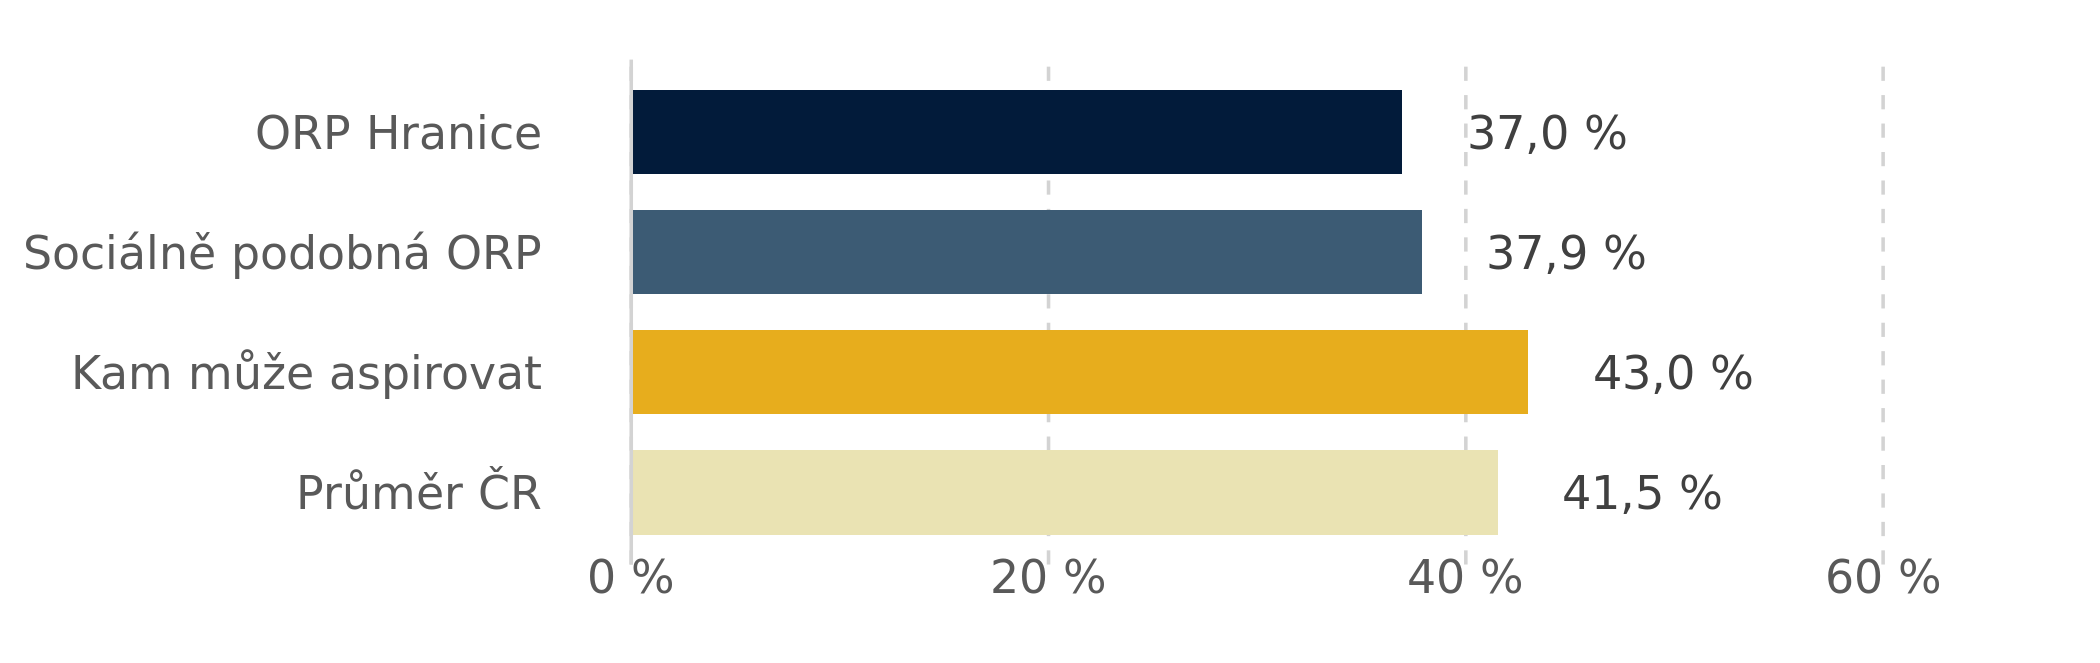 ORP Hranice 37,0 %
Sociálně podobná ORP 37,9 %
Kam může aspirovat 43,0 %
Průměr ČR 41,5 %
0 % 20 % 40 % 60 %